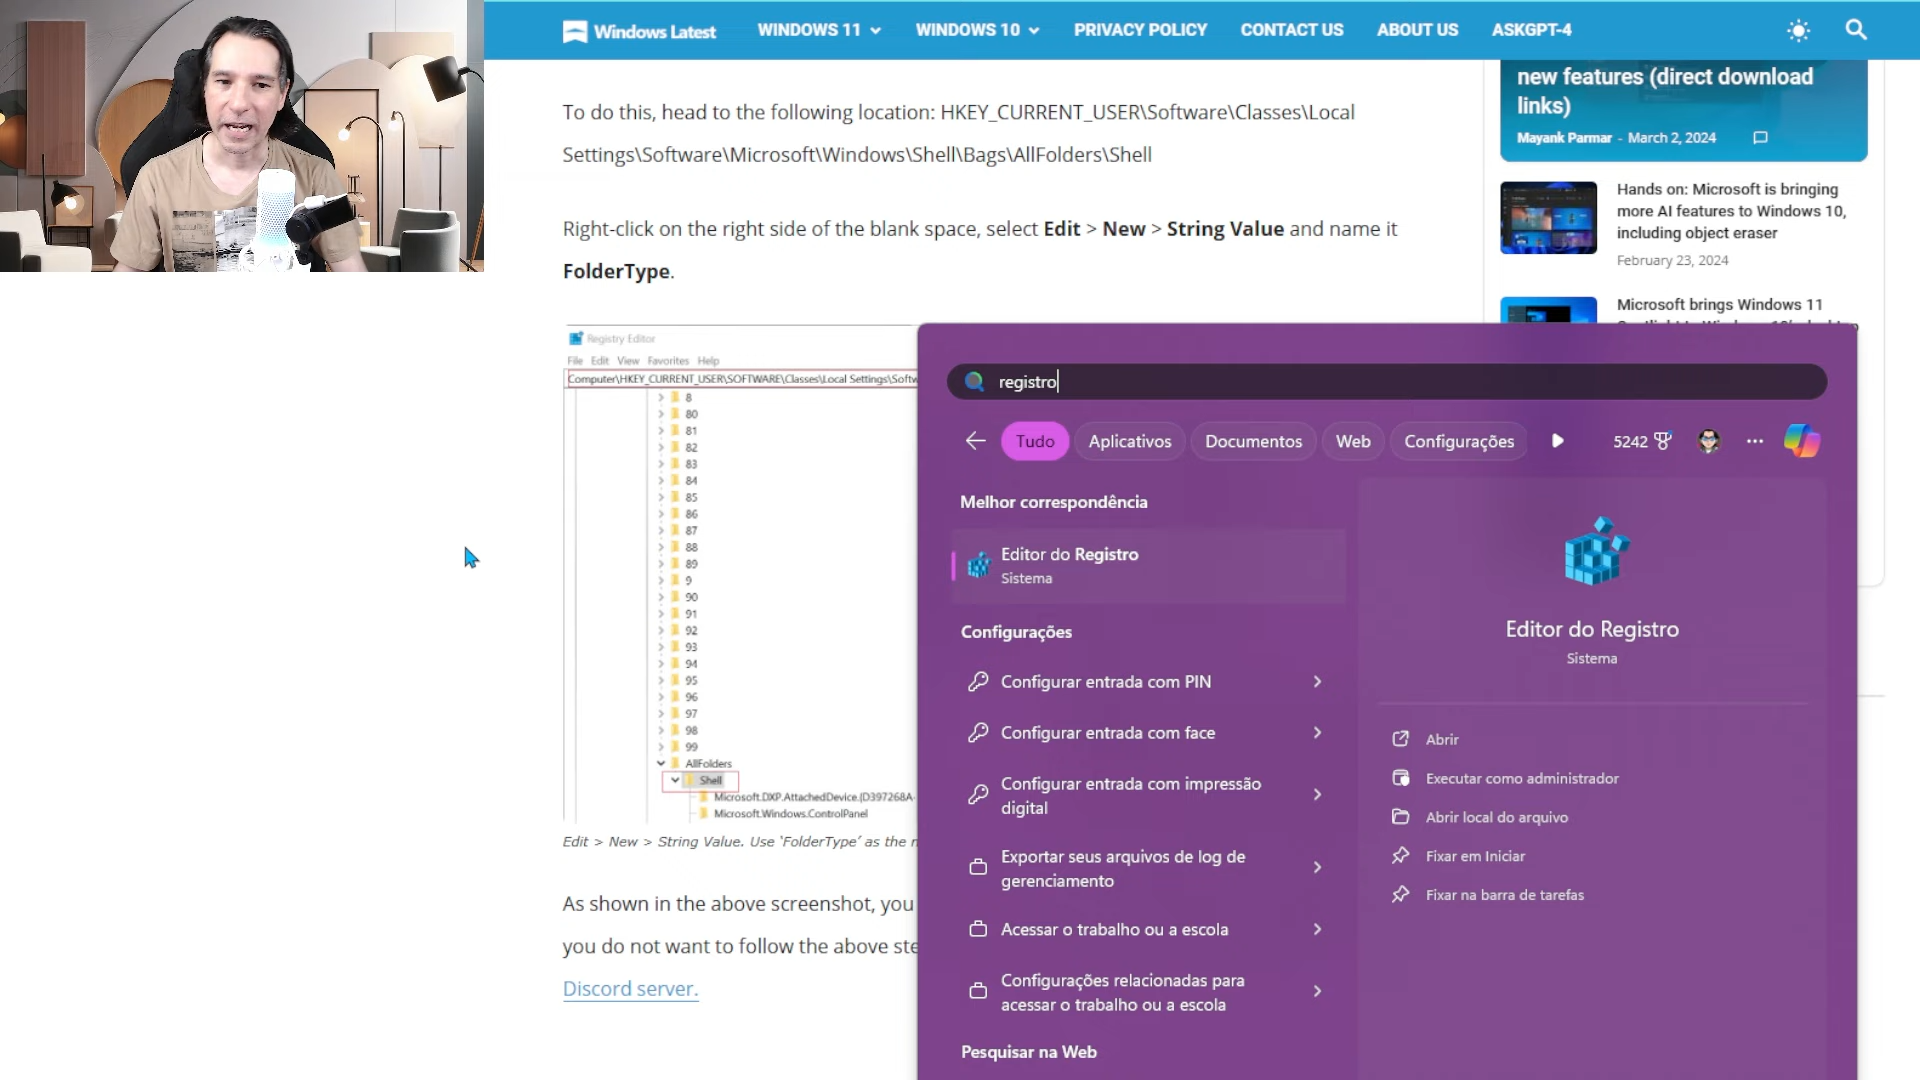 Windows Latest
WINDOWS 11
WINDOWS 10
PRIVACY POLICY
CONTACT US
ABOUT US
ASKGPT-4
To do this, head to the following location: HKEY_CURRENT_USER\Software\Classes\Local
Settings\Software\Microsoft\Windows\Shell\Bags\AllFolders\Shell
Right-click on the right side of the blank space, select Edit > New > String Value and name it
FolderType.
Registry Editor
File Edit View Favorites Help
Computer\HKEY_CURRENT_USER\SOFTWARE\Classes\Local Settings\Softw
8
80
81
82
83
84
85
86
87
88
89
9
90
91
92
93
94
95
96
97
98
99
AllFolders
Shell
Microsoft.DXP.AttachedDevice.{D397268A-
Microsoft.Windows.ControlPanel
Edit > New > String Value. Use 'FolderType' as the
As shown in the above screenshot, you
you do not want to follow the above ste
Discord server.
new features (direct download
links)
Mayank Parmar - March 2, 2024
Hands on: Microsoft is bringing
more AI features to Windows 10,
including object eraser
February 23, 2024
Microsoft brings Windows 11
registro
Tudo
Aplicativos
Documentos
Web
Configurações
5242
Melhor correspondência
Editor do Registro
Sistema
Configurações
Configurar entrada com PIN
Configurar entrada com face
Configurar entrada com impressão
digital
Exportar seus arquivos de log de
gerenciamento
Acessar o trabalho ou a escola
Configurações relacionadas para
acessar o trabalho ou a escola
Pesquisar na Web
Editor do Registro
Sistema
Abrir
Executar como administrador
Abrir local do arquivo
Fixar em Iniciar
Fixar na barra de tarefas